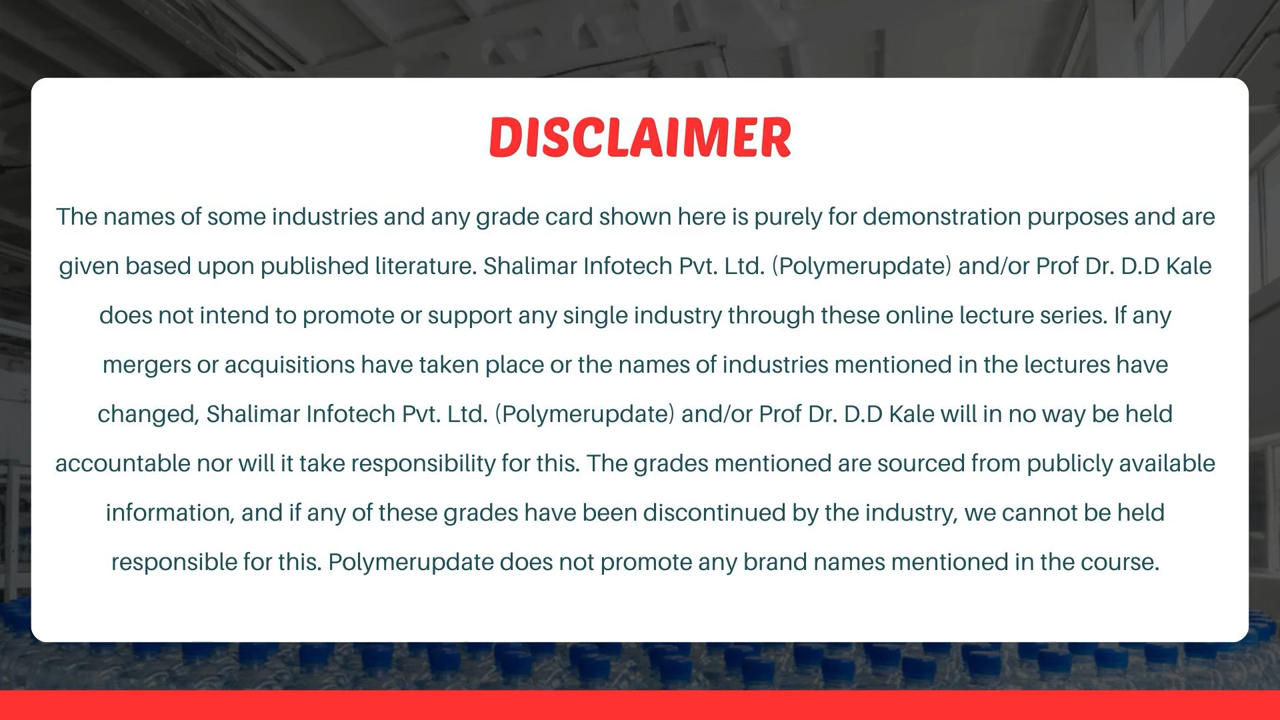 DISCLAIMER
The names of some industries and any grade card shown here is purely for demonstration purposes and are
given based upon published literature. Shalimar Infotech Pvt. Ltd. (Polymerupdate) and/or Prof Dr. D.D Kale
does not intend to promote or support any single industry through these online lecture series. If any
mergers or acquisitions have taken place or the names of industries mentioned in the lectures have
changed, Shalimar Infotech Pvt. Ltd. (Polymerupdate) and/or Prof Dr. D.D Kale will in no way be held
accountable nor will it take responsibility for this. The grades mentioned are sourced from publicly available
information, and if any of these grades have been discontinued by the industry, we cannot be held
responsible for this. Polymerupdate does not promote any brand names mentioned in the course.